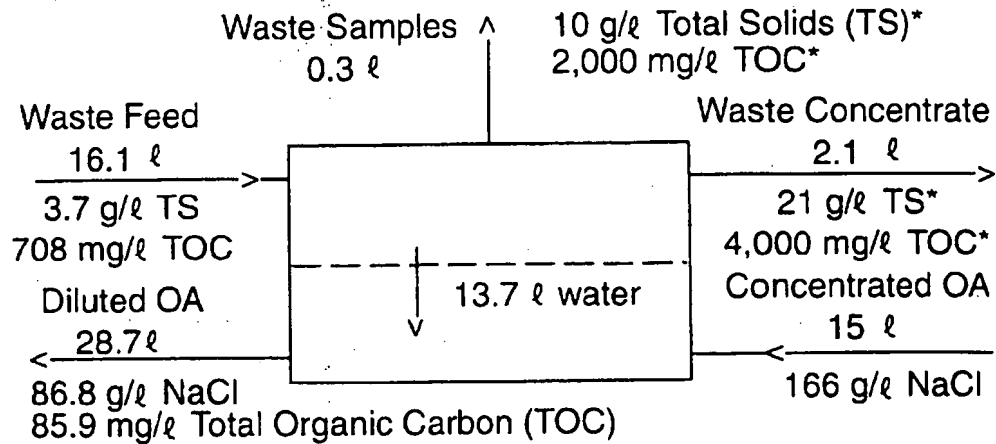 Waste Samples
0.3 ℓ
10 g/ℓ Total Solids (TS)*
2,000 mg/ℓ TOC*
Waste Feed
16.1 ℓ
3.7 g/ℓ TS
708 mg/ℓ TOC
Waste Concentrate
2.1 ℓ
21 g/ℓ TS*
4,000 mg/ℓ TOC*
13.7 ℓ water
Diluted OA
28.7ℓ
86.8 g/ℓ NaCl
85.9 mg/ℓ Total Organic Carbon (TOC)
Concentrated OA
15 ℓ
166 g/ℓ NaCl